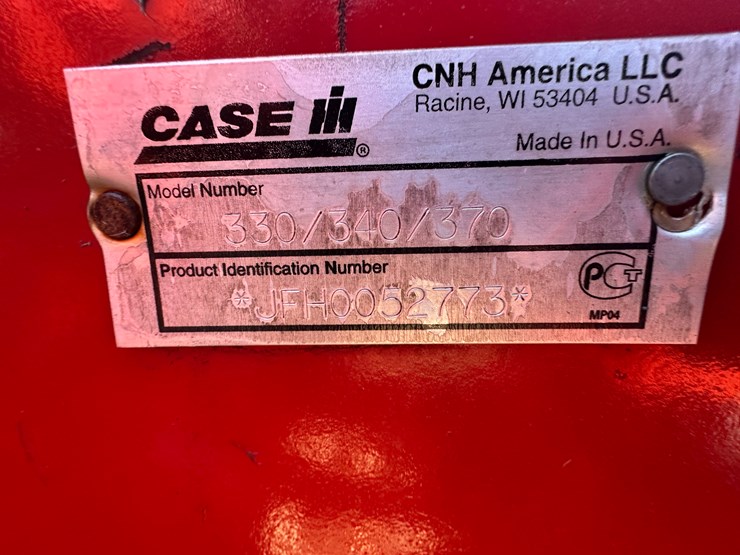 CASE IH ®
CNH America LLC
Racine, WI 53404 U.S.A.
Made In U.S.A.
Model Number
330/340/370
Product Identification Number
*JFH0052773*
PCT
MP04